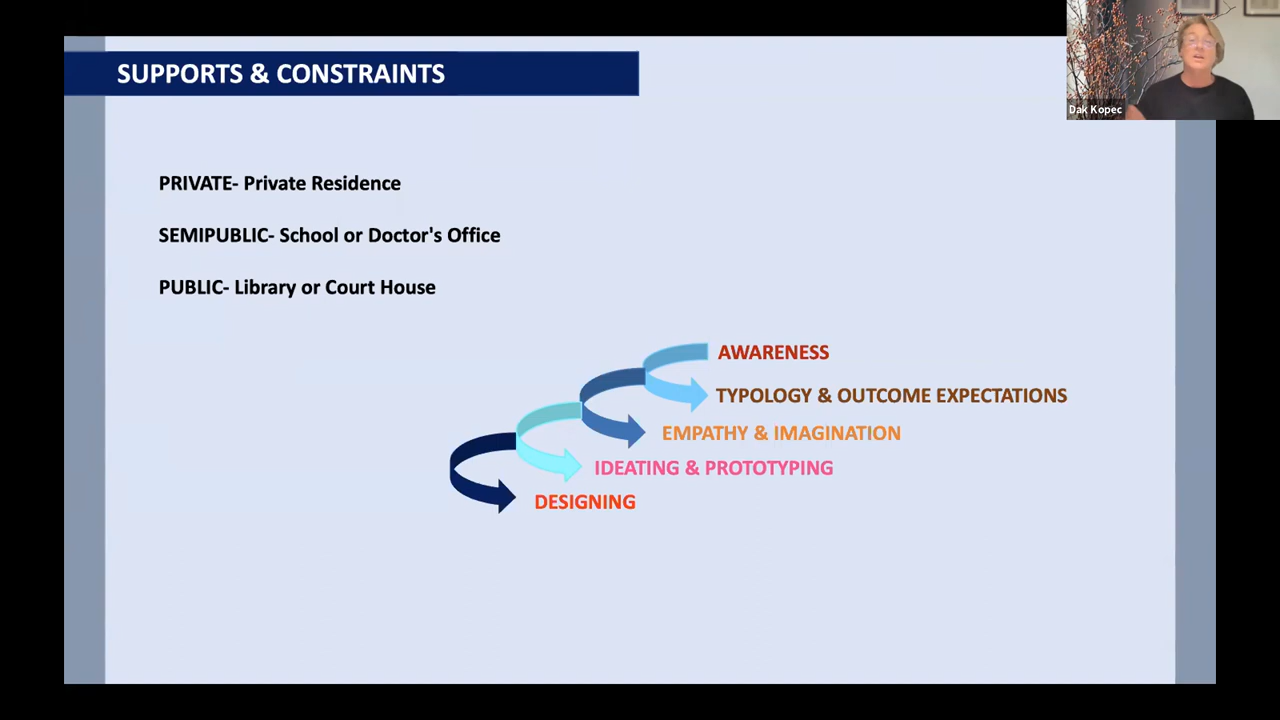 SUPPORTS & CONSTRAINTS
Dak Kopec
PRIVATE- Private Residence
SEMIPUBLIC- School or Doctor's Office
PUBLIC- Library or Court House
AWARENESS
TYPOLOGY & OUTCOME EXPECTATIONS
EMPATHY & IMAGINATION
IDEATING & PROTOTYPING
DESIGNING